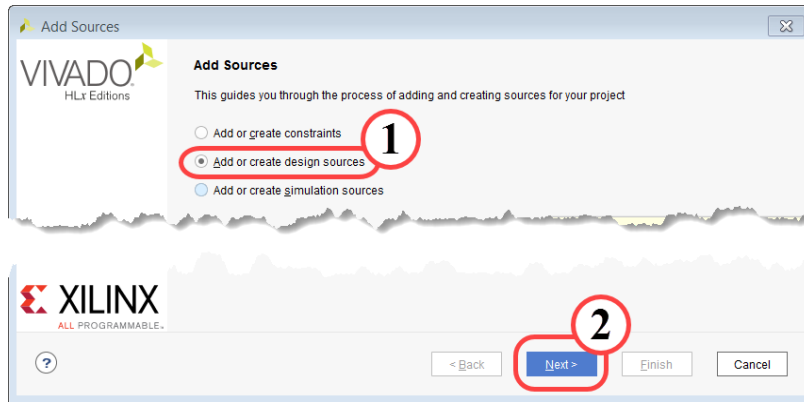 Add Sources
VIVADO
HLx Editions
Add Sources
This guides you through the process of adding and creating sources for your project
Add or create constraints
1
Add or create design sources
Add or create simulation sources
XILINX
ALL PROGRAMMABLE™
2
?
< Back
Next >
Finish
Cancel